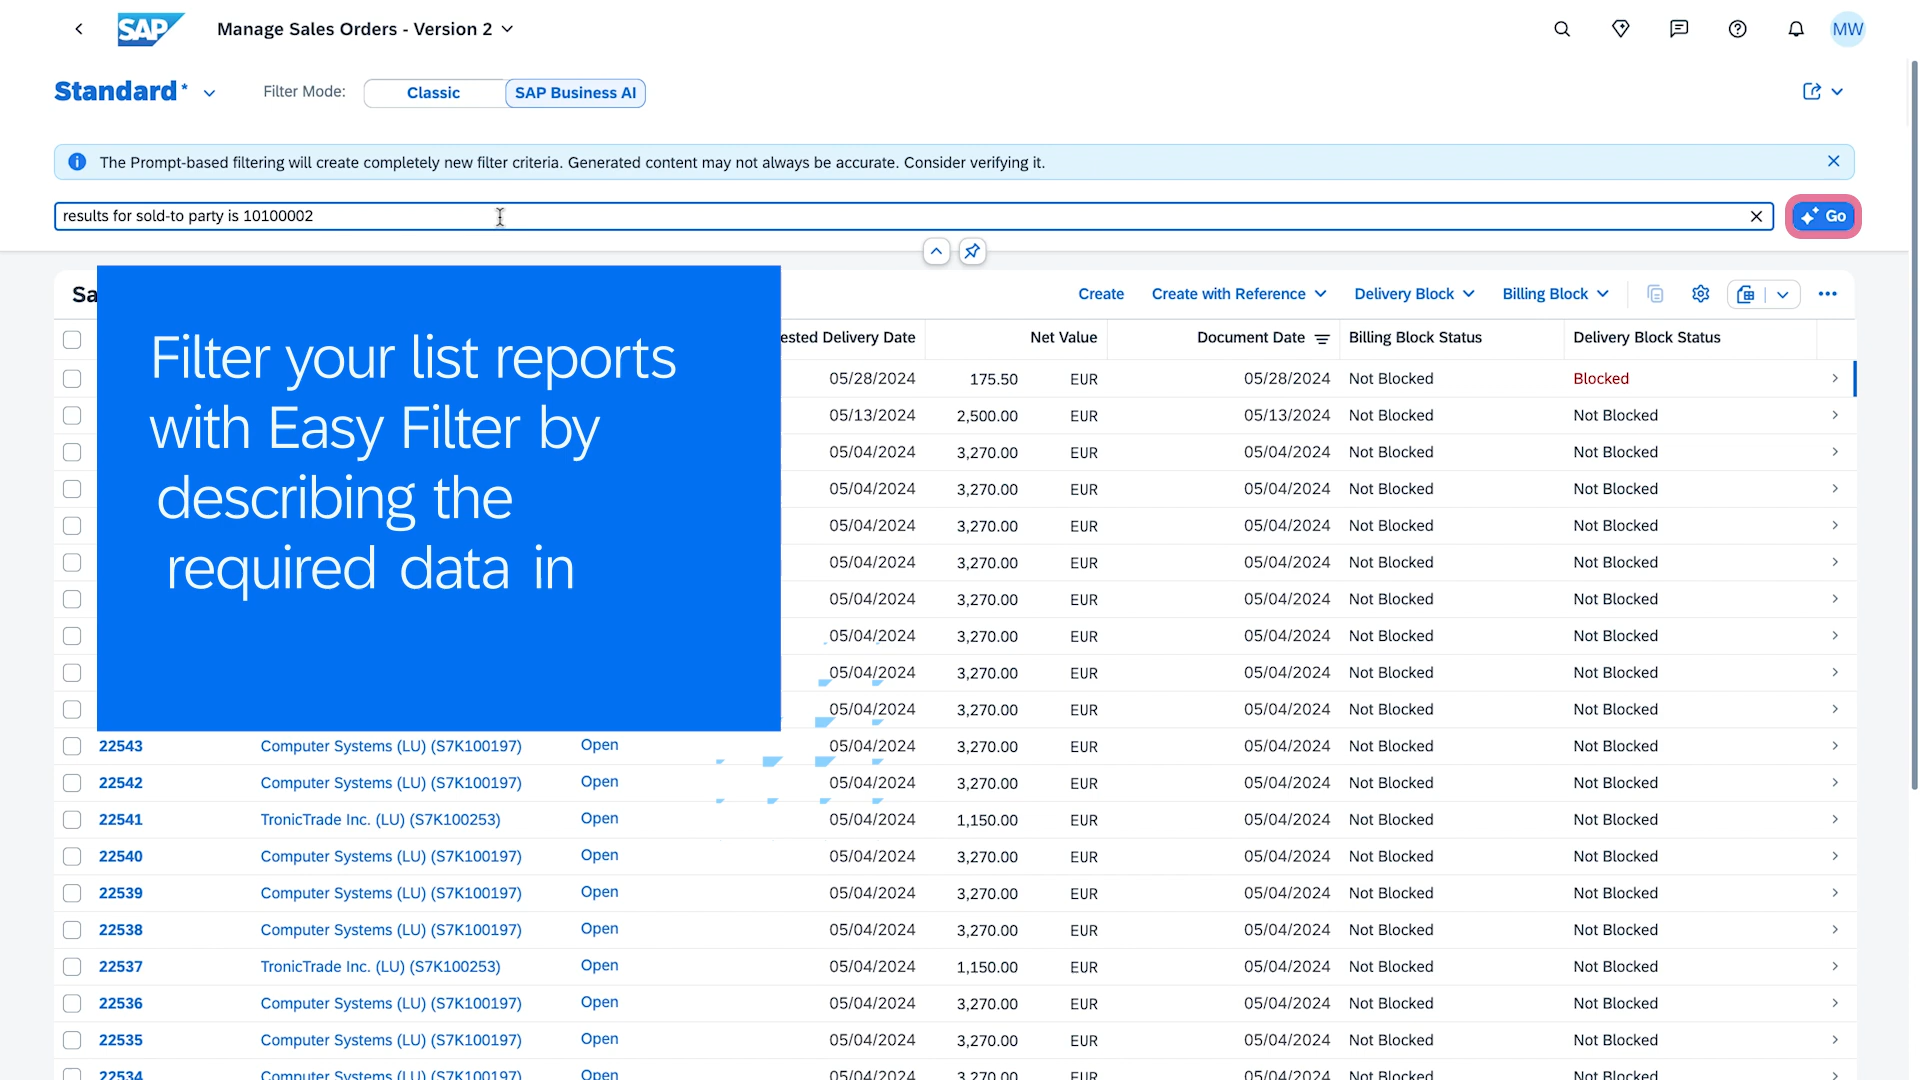 SAP Manage Sales Orders - Version 2 MW
Standard * Filter Mode: Classic SAP Business AI
The Prompt-based filtering will create completely new filter criteria. Generated content may not always be accurate. Consider verifying it.
results for sold-to party is 10100002 Go
Sa Create Create with Reference Delivery Block Billing Block
ested Delivery Date Net Value Document Date Billing Block Status Delivery Block Status
Filter your list reports
with Easy Filter by
describing the
required data in
05/28/2024 175.50 EUR 05/28/2024 Not Blocked Blocked
05/13/2024 2,500.00 EUR 05/13/2024 Not Blocked Not Blocked
05/04/2024 3,270.00 EUR 05/04/2024 Not Blocked Not Blocked
05/04/2024 3,270.00 EUR 05/04/2024 Not Blocked Not Blocked
05/04/2024 3,270.00 EUR 05/04/2024 Not Blocked Not Blocked
05/04/2024 3,270.00 EUR 05/04/2024 Not Blocked Not Blocked
05/04/2024 3,270.00 EUR 05/04/2024 Not Blocked Not Blocked
05/04/2024 3,270.00 EUR 05/04/2024 Not Blocked Not Blocked
05/04/2024 3,270.00 EUR 05/04/2024 Not Blocked Not Blocked
05/04/2024 3,270.00 EUR 05/04/2024 Not Blocked Not Blocked
22543 Computer Systems (LU) (S7K100197) Open 05/04/2024 3,270.00 EUR 05/04/2024 Not Blocked Not Blocked
22542 Computer Systems (LU) (S7K100197) Open 05/04/2024 3,270.00 EUR 05/04/2024 Not Blocked Not Blocked
22541 TronicTrade Inc. (LU) (S7K100253) Open 05/04/2024 1,150.00 EUR 05/04/2024 Not Blocked Not Blocked
22540 Computer Systems (LU) (S7K100197) Open 05/04/2024 3,270.00 EUR 05/04/2024 Not Blocked Not Blocked
22539 Computer Systems (LU) (S7K100197) Open 05/04/2024 3,270.00 EUR 05/04/2024 Not Blocked Not Blocked
22538 Computer Systems (LU) (S7K100197) Open 05/04/2024 3,270.00 EUR 05/04/2024 Not Blocked Not Blocked
22537 TronicTrade Inc. (LU) (S7K100253) Open 05/04/2024 1,150.00 EUR 05/04/2024 Not Blocked Not Blocked
22536 Computer Systems (LU) (S7K100197) Open 05/04/2024 3,270.00 EUR 05/04/2024 Not Blocked Not Blocked
22535 Computer Systems (LU) (S7K100197) Open 05/04/2024 3,270.00 EUR 05/04/2024 Not Blocked Not Blocked
22534 Computer Systems (LU) (S7K100197) Open 05/04/2024 3,270.00 EUR 05/04/2024 Not Blocked Not Blocked